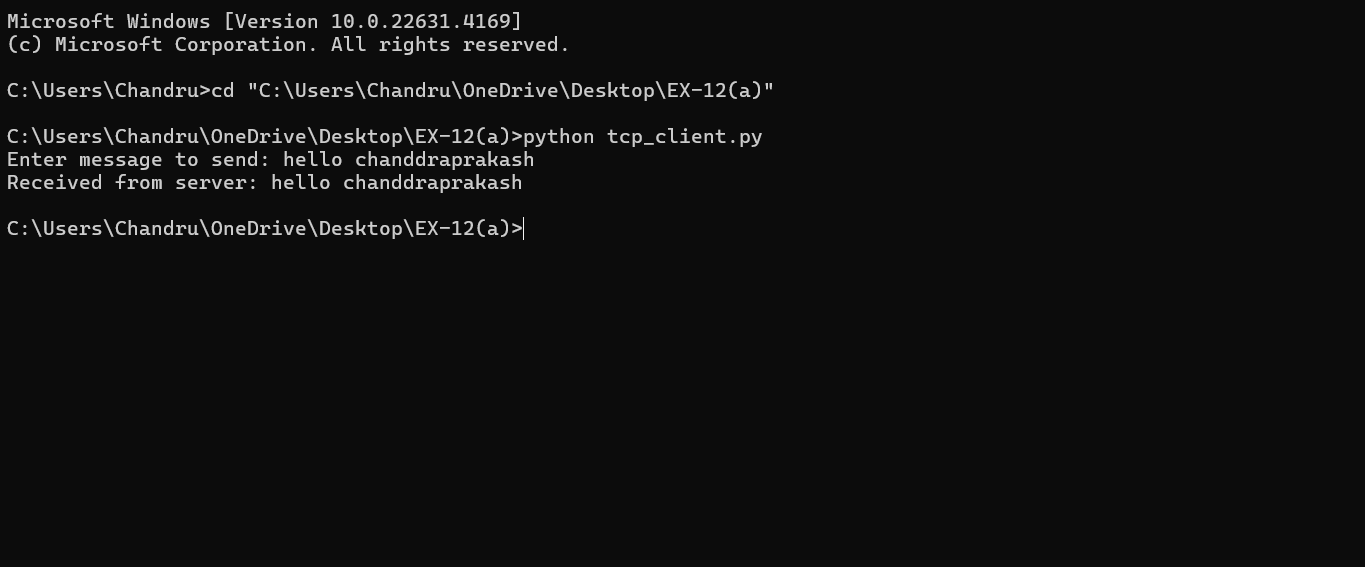 Microsoft Windows [Version 10.0.22631.4169]
(c) Microsoft Corporation. All rights reserved.
C:\Users\Chandru>cd "C:\Users\Chandru\OneDrive\Desktop\EX-12(a)"
C:\Users\Chandru\OneDrive\Desktop\EX-12(a)>python tcp_client.py
Enter message to send: hello chanddraprakash
Received from server: hello chanddraprakash
C:\Users\Chandru\OneDrive\Desktop\EX-12(a)>